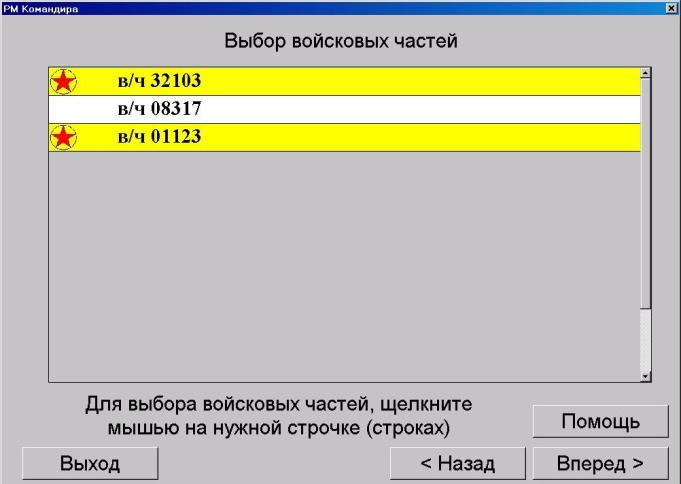 РМ Командира
Выбор войсковых частей
в/ч 32103
в/ч 08317
в/ч 01123
Для выбора войсковых частей, щелкните
мышью на нужной строчке (строках)
Помощь
Выход
< Назад
Вперед >